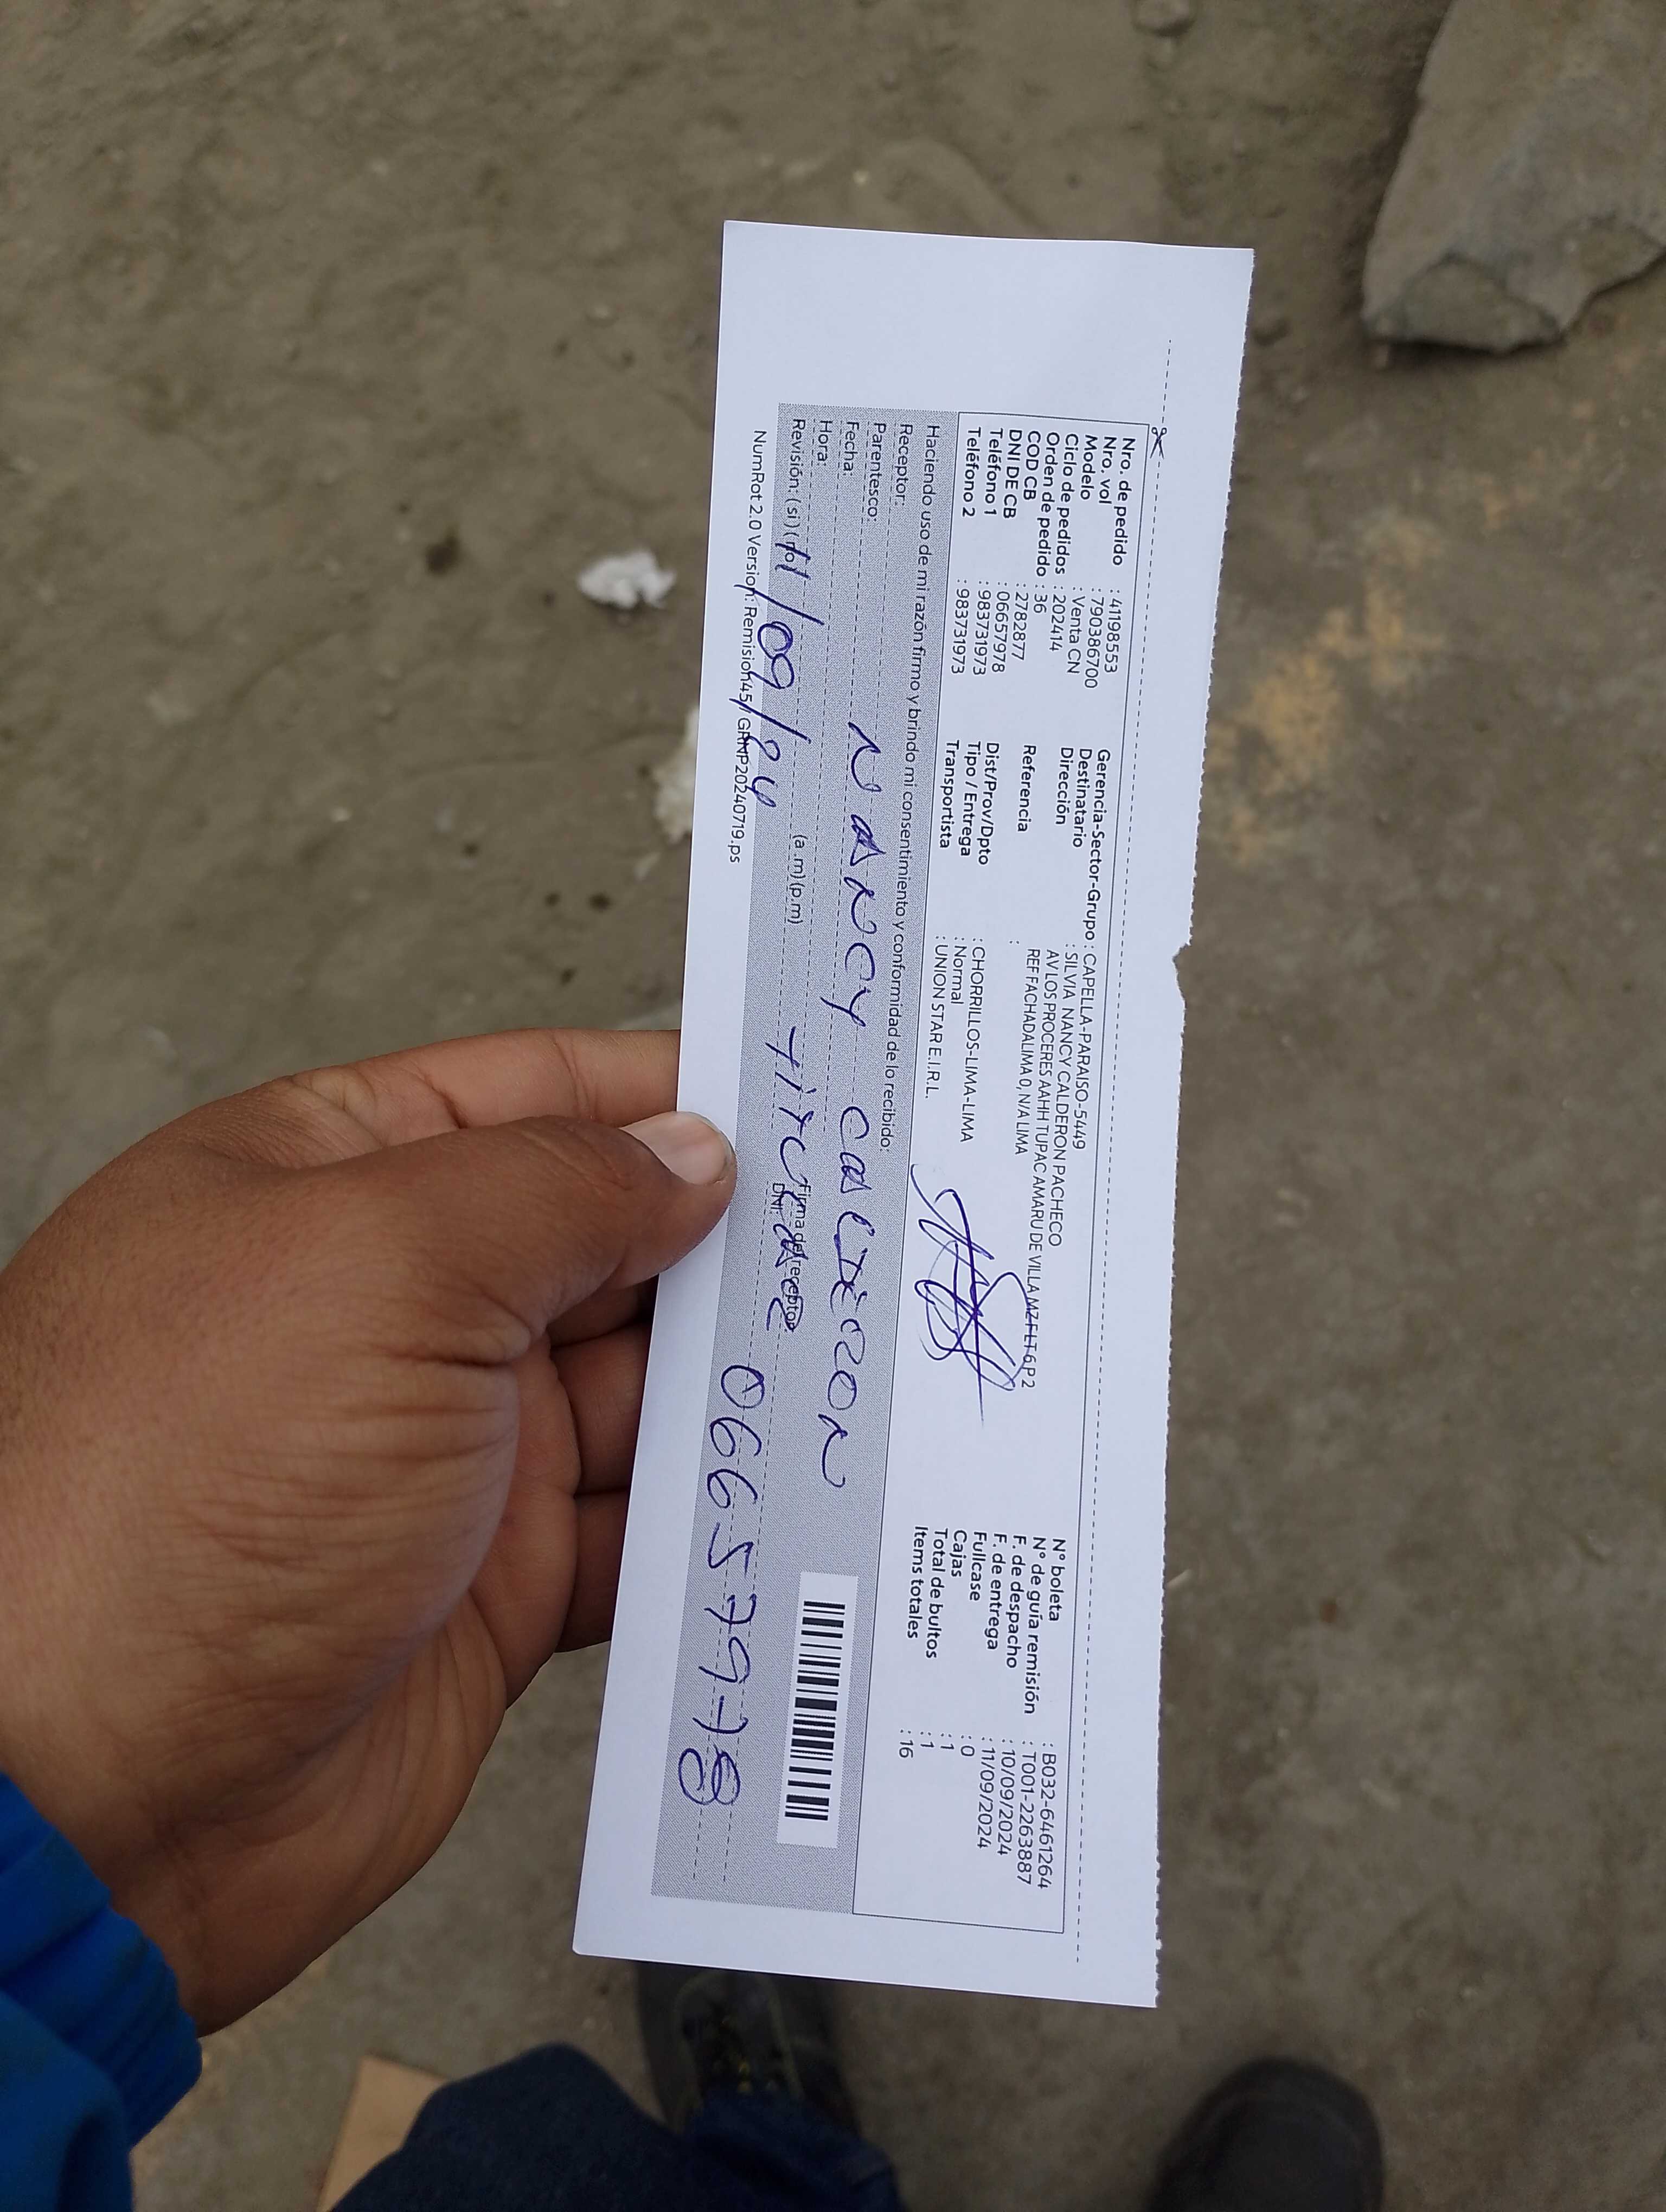 Nro. de pedido : 41198553
Nro. vol : 790386700
Modelo : Venta CN
Ciclo de pedidos : 202414
Orden de pedido : 36
COD CB : 2782877
DNI DE CB : 06657978
Teléfono 1 : 983731973
Teléfono 2 : 983731973
Gerencia-Sector-Grupo : CAPELLA-PARAISO-5449
Destinatario : SILVIA NANCY CALDERON PACHECO
Dirección : AV LOS PROCERES AAHH TUPAC AMARU DE VILLA MZ F LT 6 P2
REF FACHADALIMA 0, N/A LIMA
Referencia :
Dist/Prov/Dpto : CHORRILLOS-LIMA-LIMA
Tipo / Entrega : Normal
Transportista : UNION STAR E.I.R.L.
N° boleta : B032-6461264
N° de guía remisión : T001-2263887
F. de despacho : 10/09/2024
F. de entrega : 11/09/2024
Fullcase : 0
Cajas : 1
Total de bultos : 1
Items totales : 16
Haciendo uso de mi razón firmo y brindo mi consentimiento y conformidad de lo recibido:
Receptor: Nancy Calderon
Parentesco: titular
Fecha: 11/09/24
Hora: (a.m)(p.m)
Revisión: (si) (no)
Firma del receptor:
DNI: 06657978
NumRot 2.0 Version: Remision45/ GRNP20240719.ps